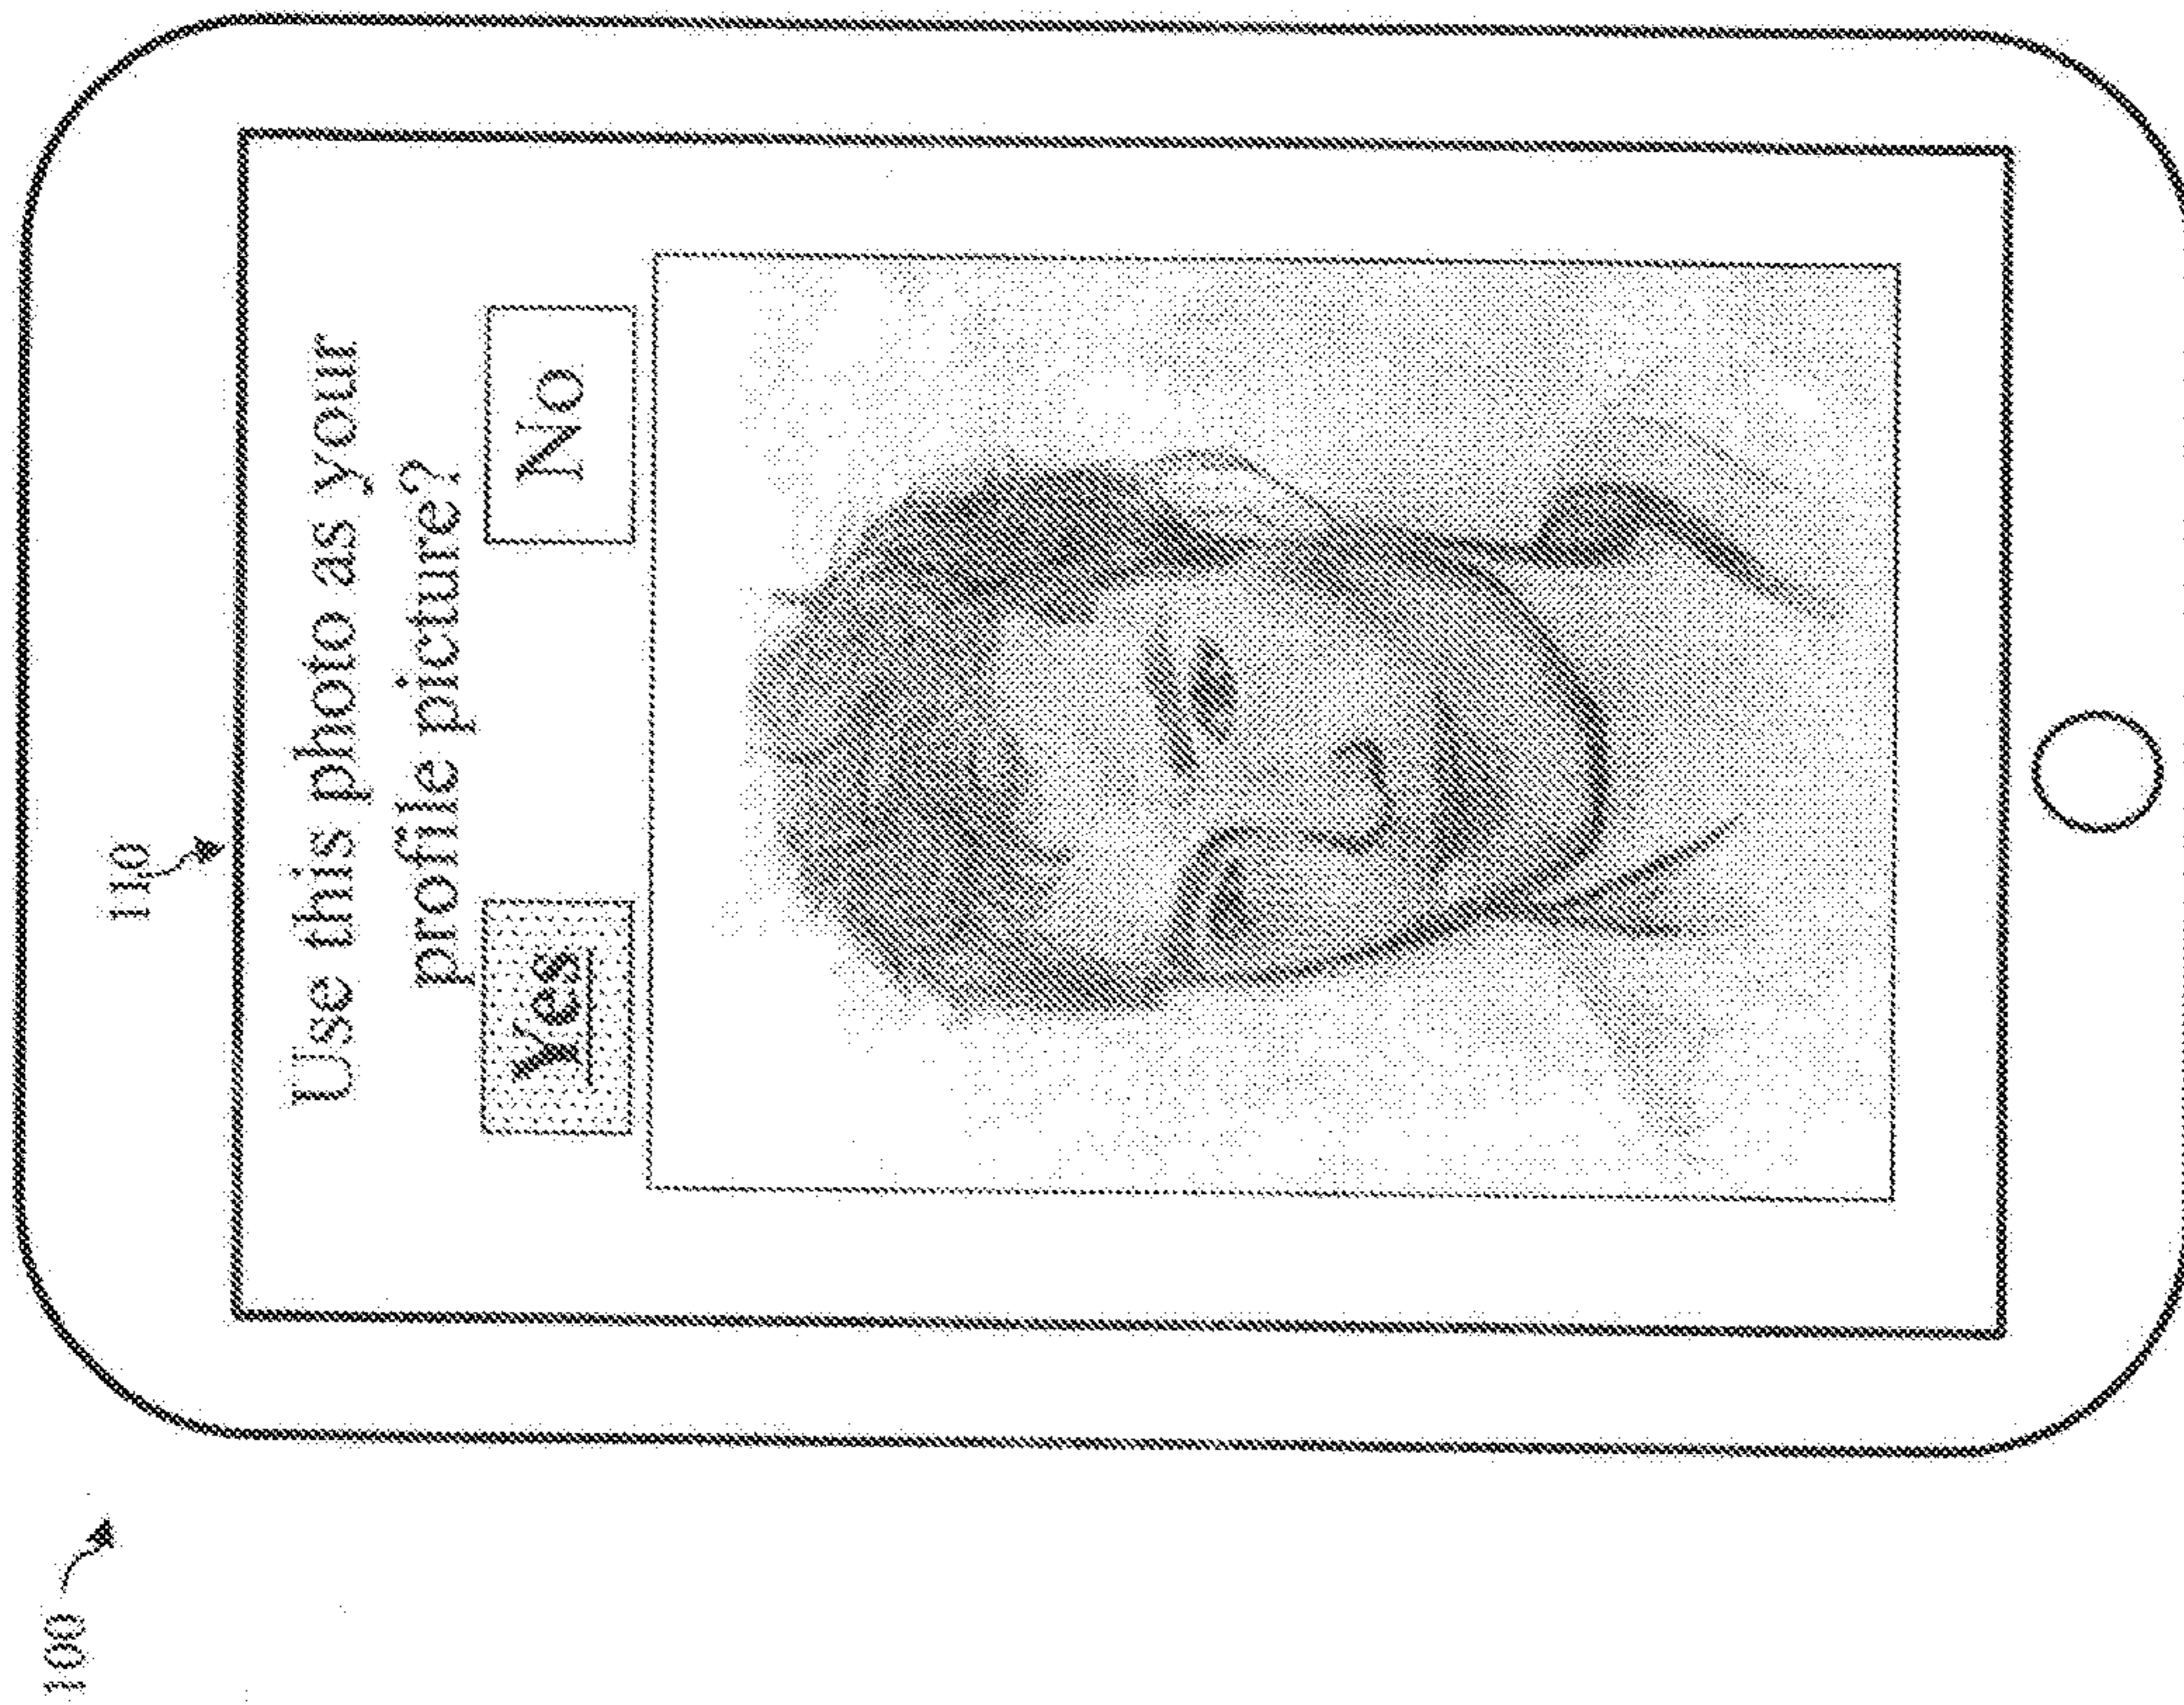 100
110
Use this photo as your
profile picture?
Yes
No